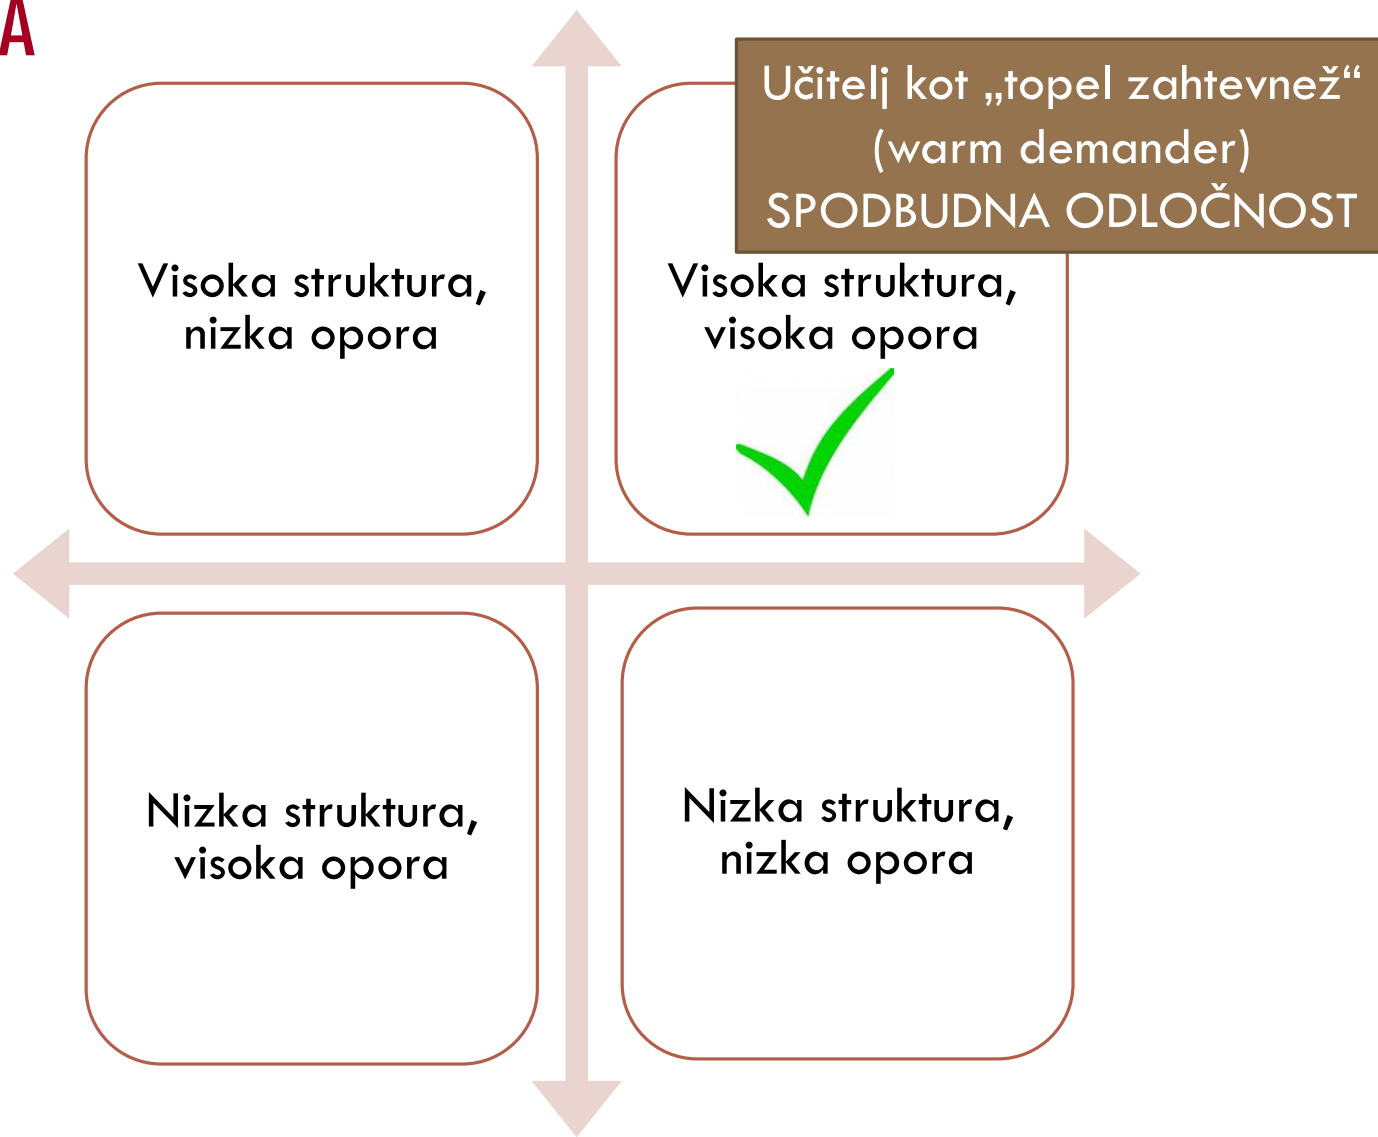 A
Učitelj kot „topel zahtevnež“
(warm demander)
SPODBUDNA ODLOČNOST
Visoka struktura,
nizka opora
Visoka struktura,
visoka opora
Nizka struktura,
visoka opora
Nizka struktura,
nizka opora